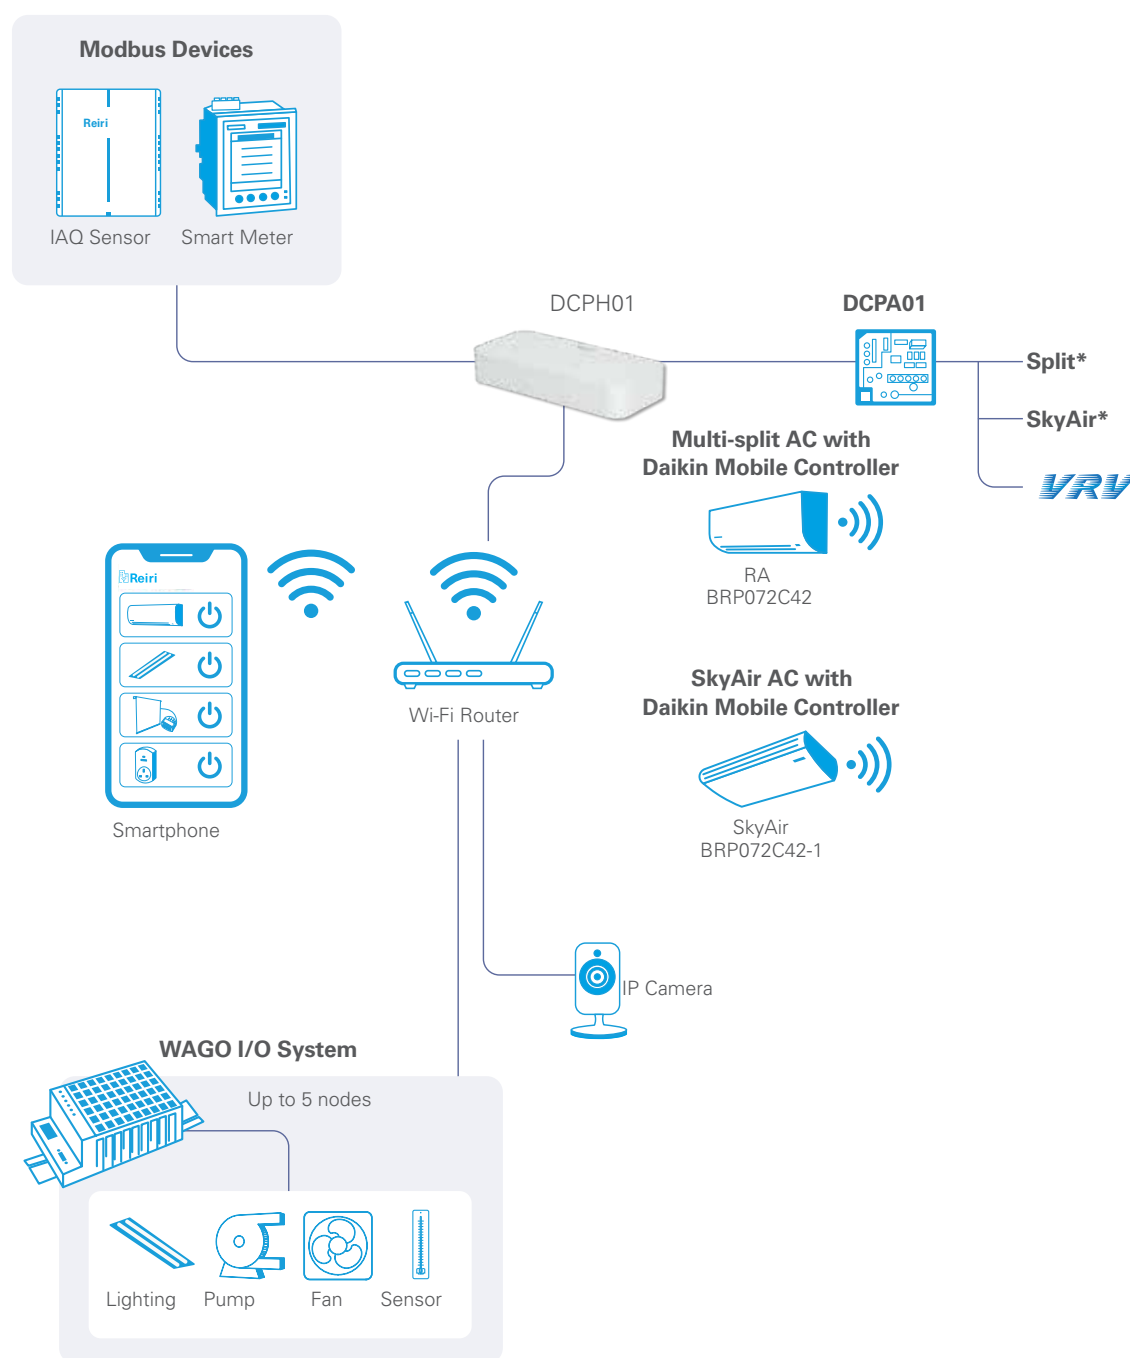 Modbus Devices
Reiri
IAQ Sensor
Smart Meter
DCPH01
DCPA01
Split*
SkyAir*
VRV
Multi-split AC with
Daikin Mobile Controller
RA
BRP072C42
Reiri
Wi-Fi Router
SkyAir AC with
Daikin Mobile Controller
SkyAir
BRP072C42-1
Smartphone
IP Camera
WAGO I/O System
Up to 5 nodes
Lighting
Pump
Fan
Sensor